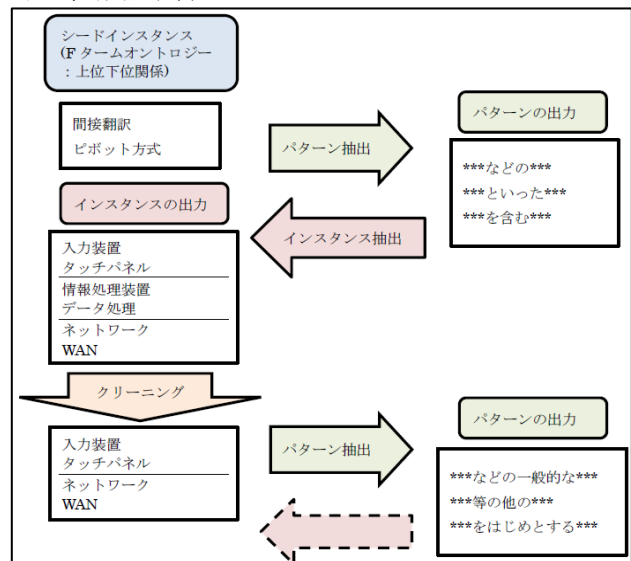 シードインスタンス
(Fタームオントロジー
:上位下位関係)
間接翻訳
ピボット方式
パターン抽出
パターンの出力
***などの***
***といった***
***を含む***
インスタンス抽出
インスタンスの出力
入力装置
タッチパネル
情報処理装置
データ処理
ネットワーク
WAN
クリーニング
入力装置
タッチパネル
ネットワーク
WAN
パターン抽出
パターンの出力
***などの一般的な***
***等の他の***
***をはじめとする***